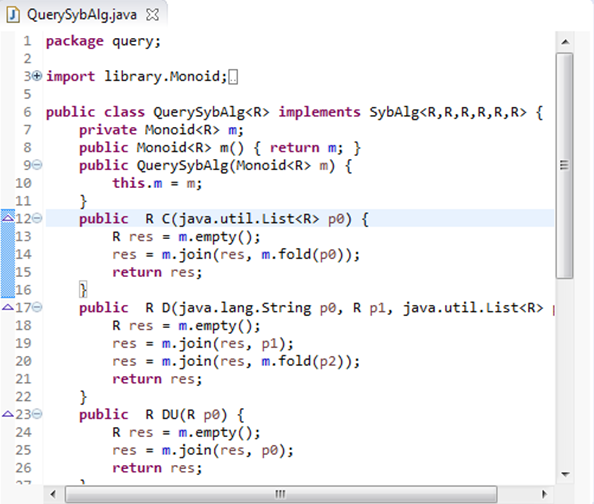 QuerySybAlg.java
1 package query;
2
3 import library.Monoid;
5
6 public class QuerySybAlg<R> implements SybAlg<R,R,R,R,R,R> {
7     private Monoid<R> m;
8     public Monoid<R> m() { return m; }
9     public QuerySybAlg(Monoid<R> m) {
10         this.m = m;
11     }
12     public  R C(java.util.List<R> p0) {
13         R res = m.empty();
14         res = m.join(res, m.fold(p0));
15         return res;
16     }
17     public  R D(java.lang.String p0, R p1, java.util.List<R> p
18         R res = m.empty();
19         res = m.join(res, p1);
20         res = m.join(res, m.fold(p2));
21         return res;
22     }
23     public  R DU(R p0) {
24         R res = m.empty();
25         res = m.join(res, p0);
26         return res;
27     }